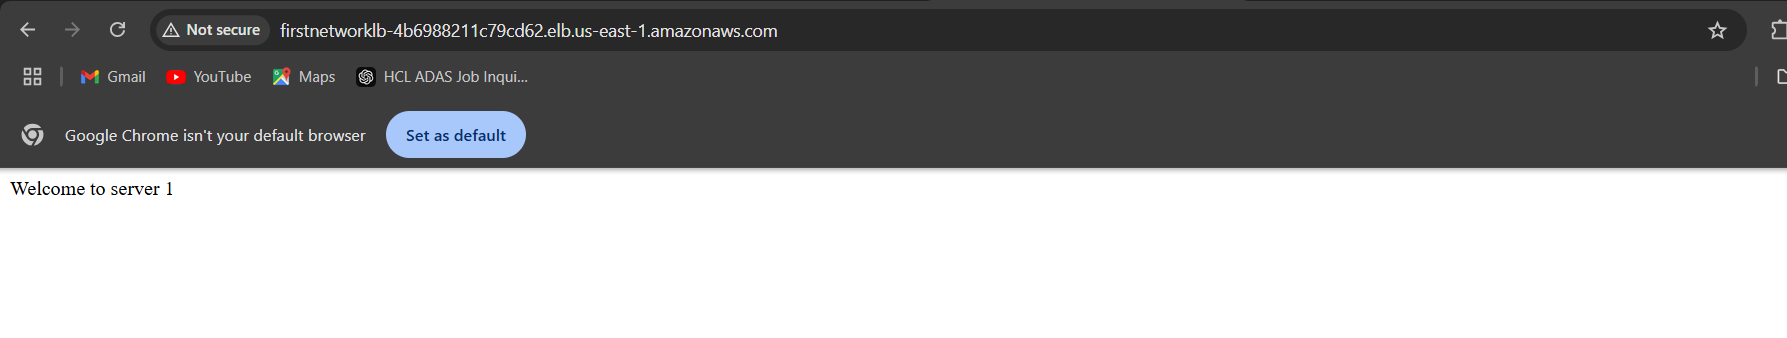 Not secure firstnetworklb-4b6988211c79cd62.elb.us-east-1.amazonaws.com
Gmail YouTube Maps HCL ADAS Job Inqui...
Google Chrome isn't your default browser Set as default
Welcome to server 1